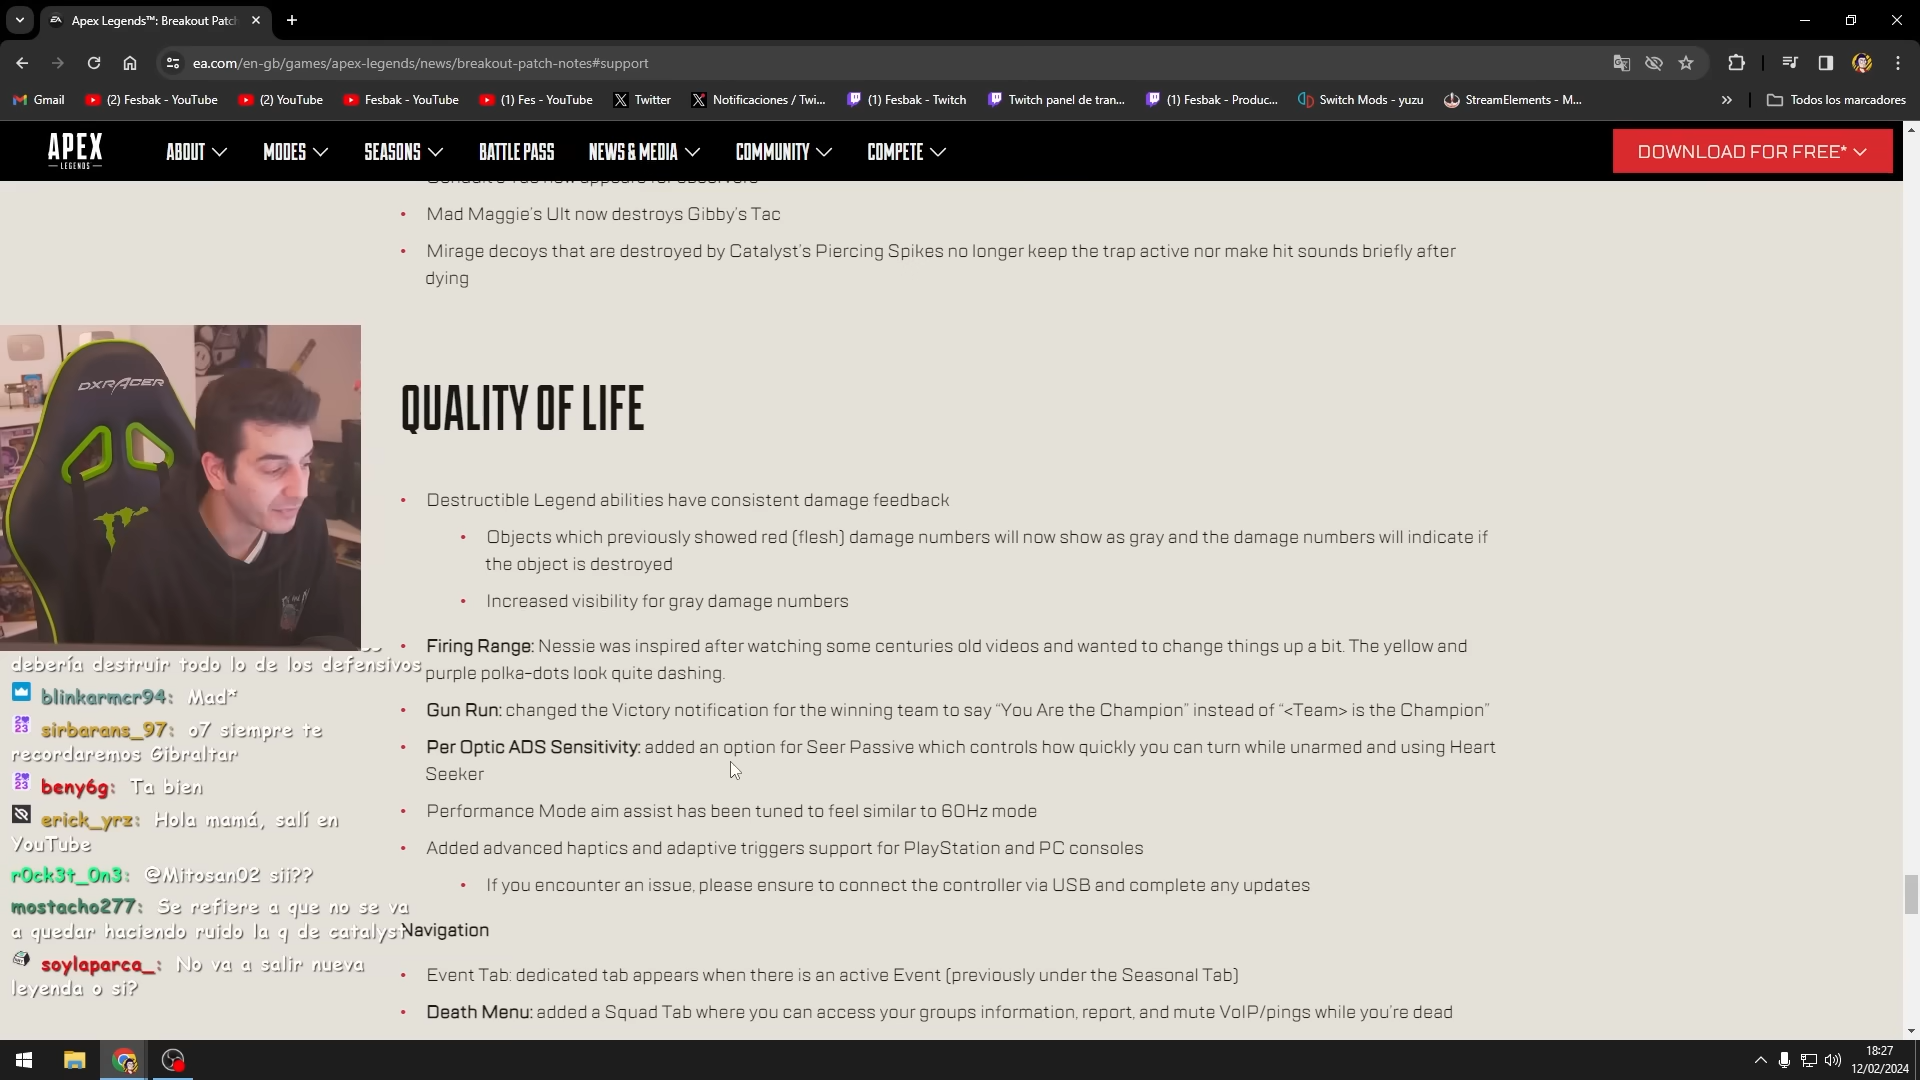 Apex Legends™: Breakout Patch
ea.com/en-gb/games/apex-legends/news/breakout-patch-notes#support
Gmail
(2) Fesbak - YouTube
(2) YouTube
Fesbak - YouTube
(1) Fes - YouTube
Twitter
Notificaciones / Twi...
(1) Fesbak - Twitch
Twitch panel de tran...
(1) Fesbak - Produc...
Switch Mods - yuzu
StreamElements - M...
Todos los marcadores
APEX
LEGENDS
ABOUT
MODES
SEASONS
BATTLE PASS
NEWS & MEDIA
COMMUNITY
COMPETE
DOWNLOAD FOR FREE*
Mad Maggie's Ult now destroys Gibby's Tac
Mirage decoys that are destroyed by Catalyst's Piercing Spikes no longer keep the trap active nor make hit sounds briefly after
dying
DXRACER
QUALITY OF LIFE
Destructible Legend abilities have consistent damage feedback
Objects which previously showed red (flesh) damage numbers will now show as gray and the damage numbers will indicate if
the object is destroyed
Increased visibility for gray damage numbers
Firing Range: Nessie was inspired after watching some centuries old videos and wanted to change things up a bit. The yellow and
purple polka-dots look quite dashing.
Gun Run: changed the Victory notification for the winning team to say “You Are the Champion” instead of “<Team> is the Champion”
Per Optic ADS Sensitivity: added an option for Seer Passive which controls how quickly you can turn while unarmed and using Heart
Seeker
Performance Mode aim assist has been tuned to feel similar to 60Hz mode
Added advanced haptics and adaptive triggers support for PlayStation and PC consoles
If you encounter an issue, please ensure to connect the controller via USB and complete any updates
Navigation
Event Tab: dedicated tab appears when there is an active Event (previously under the Seasonal Tab)
Death Menu: added a Squad Tab where you can access your groups information, report, and mute VoIP/pings while you're dead
debería destruir todo lo de los defensivos
blinkarmcr94: Mad*
sirbarans_97: o7 siempre te
recordaremos Gibraltar
beny6g: Ta bien
erick_yrz: Hola mamá, salí en
YouTube
r0ck3t_0n3: @Mitosan02 sii??
mostacho277: Se refiere a que no se va
a quedar haciendo ruido la q de catalyst
soylaparca_: No va a salir nueva
leyenda o si?
18:27
12/02/2024